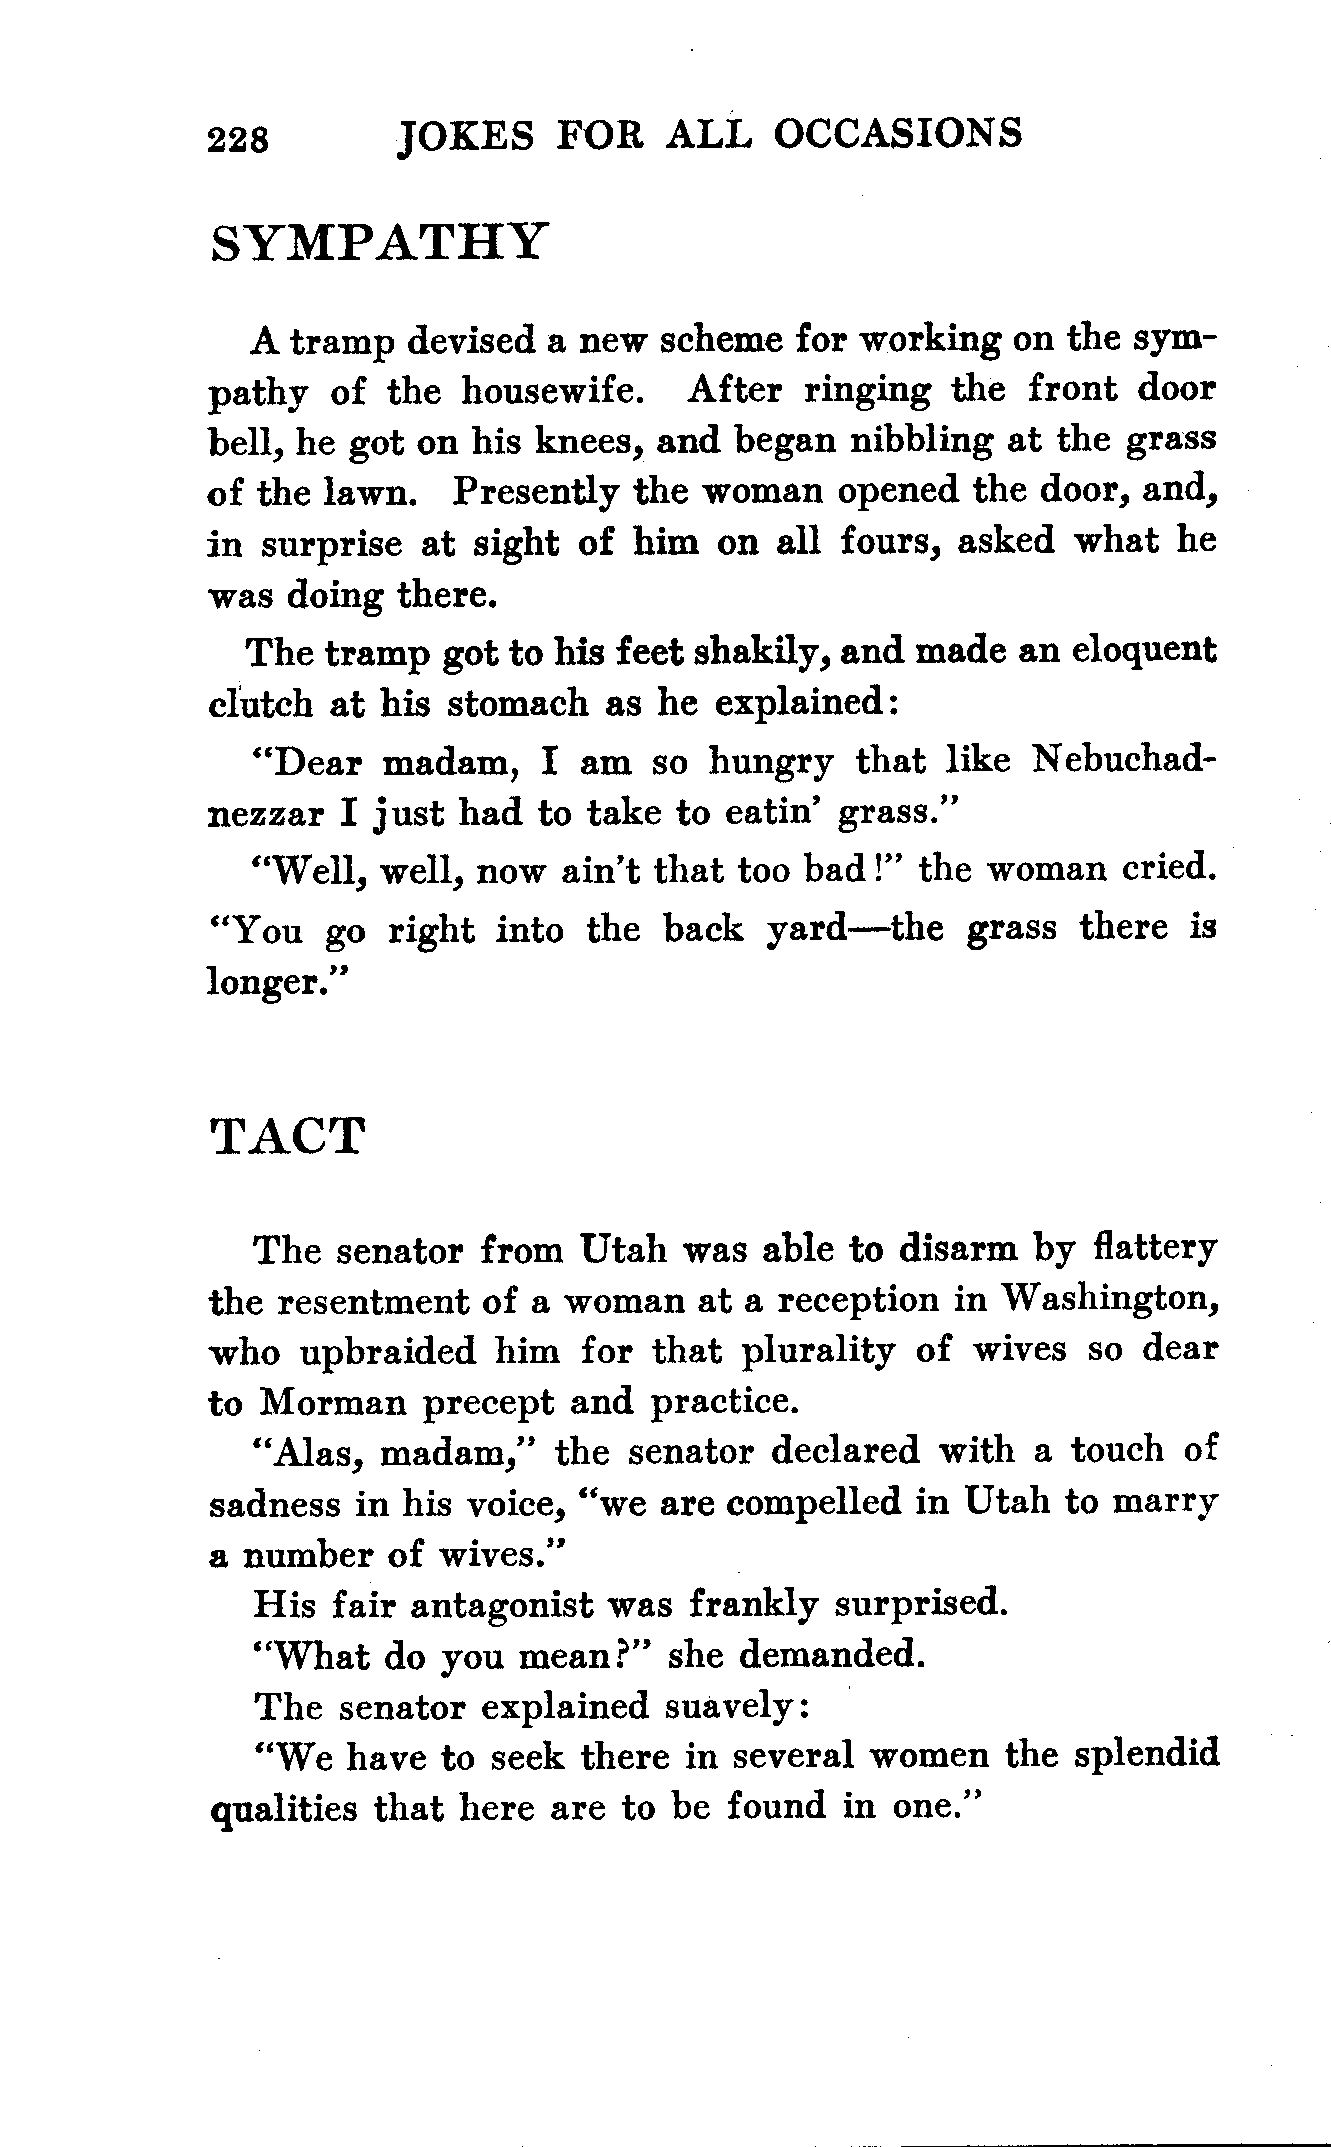 228 JOKES FOR ALL OCCASIONS
SYMPATHY
A tramp devised a new scheme for working on the sym-
pathy of the housewife. After ringing the front door
bell, he got on his knees, and began nibbling at the grass
of the lawn. Presently the woman opened the door, and,
in surprise at sight of him on all fours, asked what he
was doing there.
The tramp got to his feet shakily, and made an eloquent
clutch at his stomach as he explained:
“Dear madam, I am so hungry that like Nebuchad-
nezzar I just had to take to eatin’ grass.”
“Well, well, now ain’t that too bad!” the woman cried.
“You go right into the back yard—the grass there is
longer.”
TACT
The senator from Utah was able to disarm by flattery
the resentment of a woman at a reception in Washington,
who upbraided him for that plurality of wives so dear
to Morman precept and practice.
“Alas, madam,” the senator declared with a touch of
sadness in his voice, “we are compelled in Utah to marry
a number of wives.”
His fair antagonist was frankly surprised.
“What do you mean?” she demanded.
The senator explained suavely:
“We have to seek there in several women the splendid
qualities that here are to be found in one.”